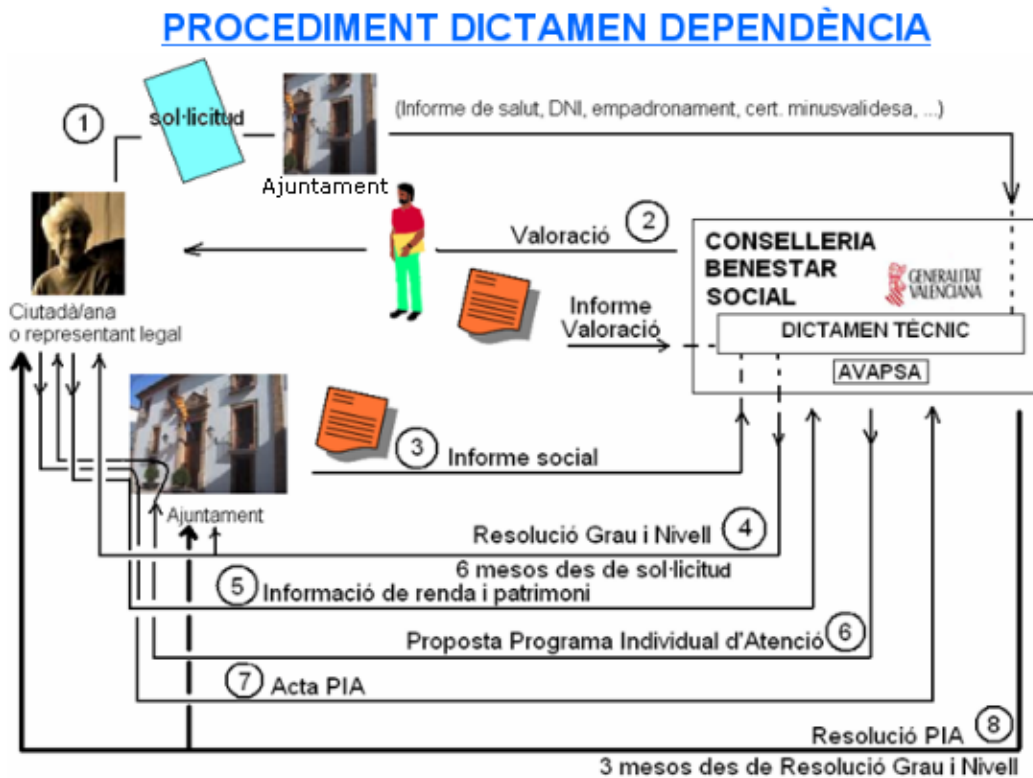 PROCEDIMENT DICTAMEN DEPENDÈNCIA
1
sol·licitud
(Informe de salut, DNI, empadronament, cert. minusvalidesa, ...)
Ajuntament
Valoració
2
CONSELLERIA
BENESTAR
SOCIAL
GENERALITAT
VALENCIANA
Ciutadà/ana
o representant legal
Informe
Valoració
DICTAMEN TÈCNIC
AVAPSA
3
Informe social
Ajuntament
Resolució Grau i Nivell
4
6 mesos des de sol·licitud
5
Informació de renda i patrimoni
Proposta Programa Individual d'Atenció
6
7
Acta PIA
Resolució PIA
8
3 mesos des de Resolució Grau i Nivell